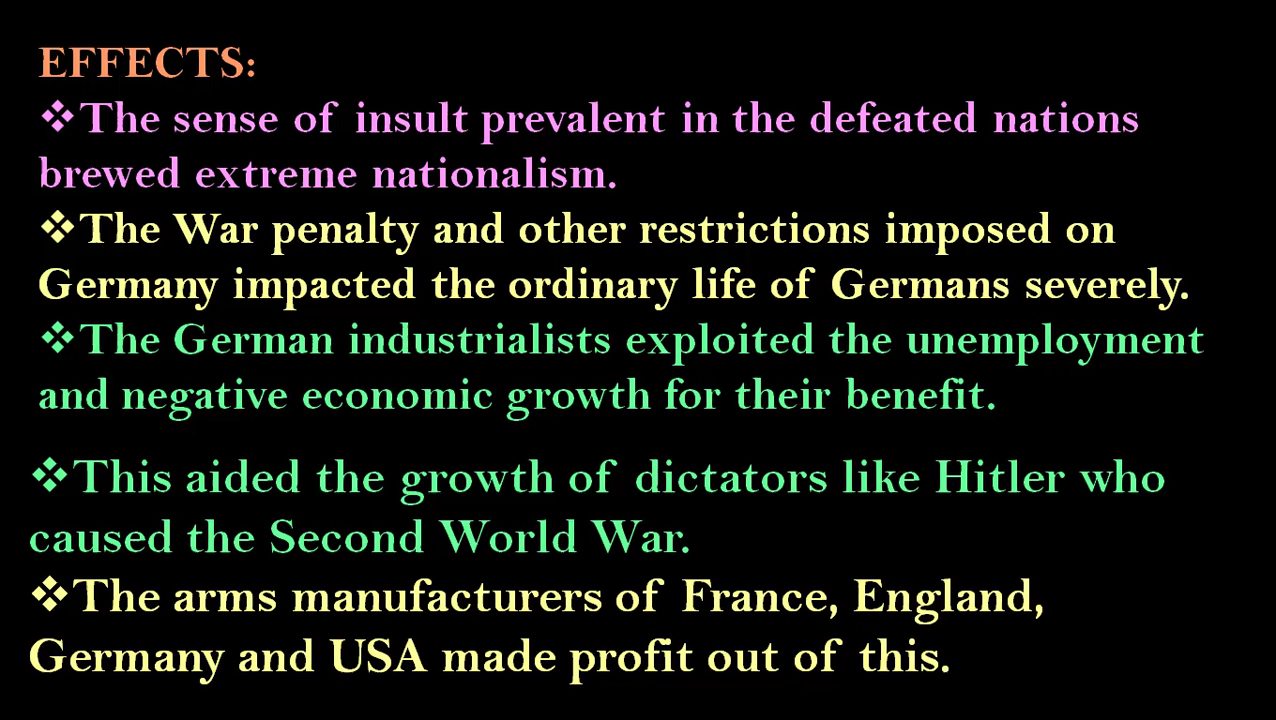 EFFECTS:
❖The sense of insult prevalent in the defeated nations
brewed extreme nationalism.
❖The War penalty and other restrictions imposed on
Germany impacted the ordinary life of Germans severely.
❖The German industrialists exploited the unemployment
and negative economic growth for their benefit.
❖This aided the growth of dictators like Hitler who
caused the Second World War.
❖The arms manufacturers of France, England,
Germany and USA made profit out of this.